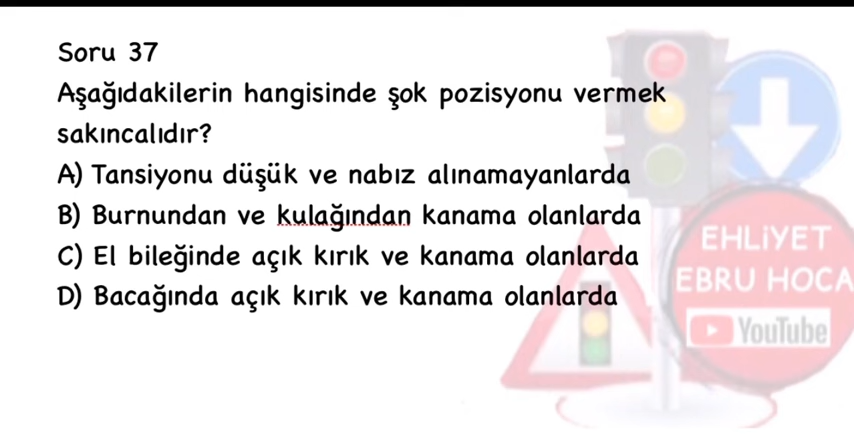 Soru 37
Aşağıdakilerin hangisinde şok pozisyonu vermek
sakıncalıdır?
A) Tansiyonu düşük ve nabız alınamayanlarda
B) Burnundan ve kulağından kanama olanlarda
C) El bileğinde açık kırık ve kanama olanlarda
D) Bacağında açık kırık ve kanama olanlarda
EHLİYET
EBRU HOCA
YouTube